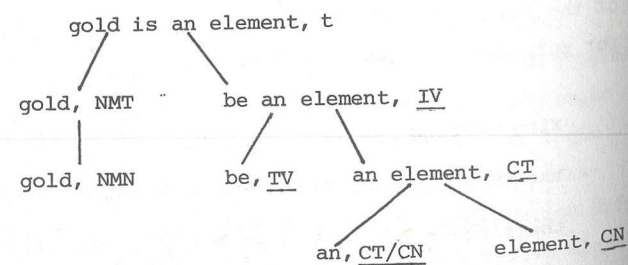 gold is an element, t
gold, NMT be an element, IV
gold, NMN be, TV an element, CT
an, CT/CN element, CN